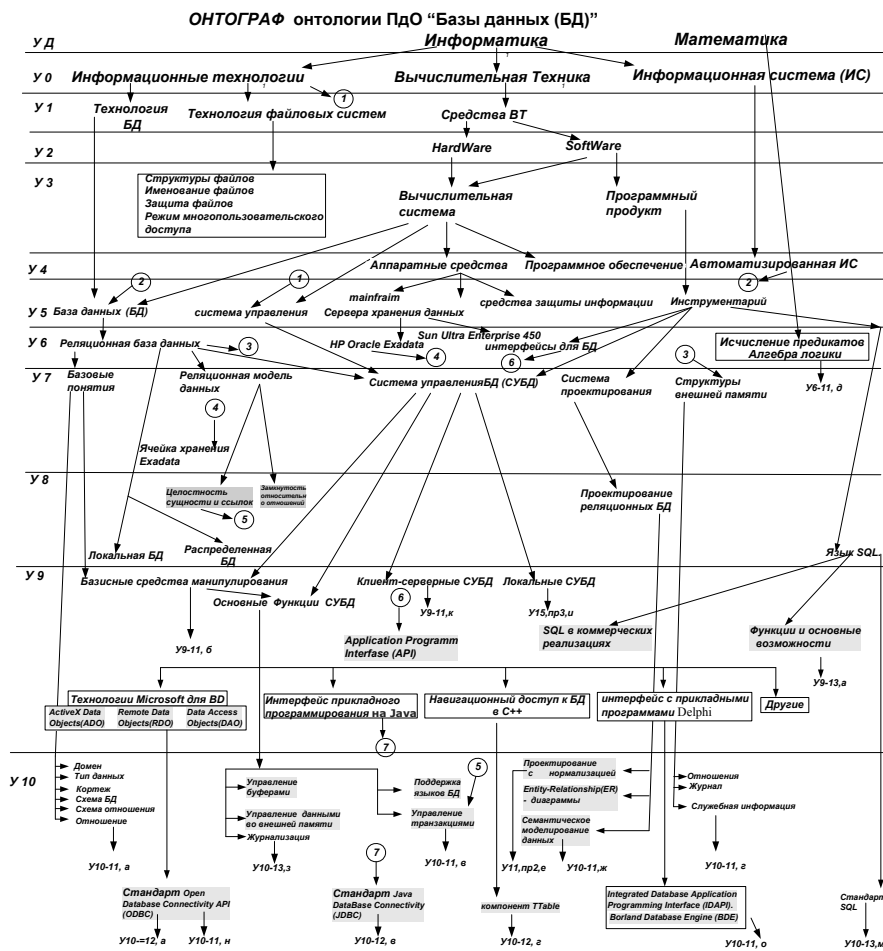 ОНТОГРАФ онтологии ПдО “Базы данных (БД)”
У Д
Информатика
Математика
У 0
Информационные технологии
Вычислительная Техника
Информационная система (ИС)
1
У 1
Технология
БД
Технология файловых систем
Средства ВТ
У 2
HardWare
SoftWare
У 3
Структуры файлов
Именование файлов
Защита файлов
Режим многопользовательского
доступа
Вычислительная
система
Программный
продукт
У 4
Аппаратные средства
Программное обеспечение
Автоматизированная ИС
2
1
2
У 5
База данных (БД)
система управления
mainfraim
Сервера хранения данных
средства защиты информации
Инструментарий
У 6
Реляционная база данных
3
HP Oracle Exadata
4
Sun Ultra Enterprise 450
интерфейсы для БД
6
Исчисление предикатов
Алгебра логики
3
У 7
Базовые
понятия
Реляционная модель
данных
Система управленияБД (СУБД)
Система
проектирования
Структуры
внешней памяти
У6-11, д
4
Ячейка хранения
Exadata
У 8
Целостность
сущности и ссылок
Замкнутость
относительн
о отношений
5
Проектирование
реляционных БД
Локальная БД
Распределенная
БД
Язык SQL.
У 9
Базисные средства манипулирования
Клиент-серверные СУБД
Локальные СУБД
Основные Функции СУБД
6
У9-11,к
У15,пр3,и
У9-11, б
Application Programm
Interfase (API)
SQL в коммерческих
реализациях
Функции и основные
возможности
У9-13,а
Технологии Microsoft для BD
ActiveX Data
Objects(ADO)
Remote Data
Objects(RDO)
Data Access
Objects(DAO)
Интерфейс прикладного
программирования на Java
Навигационный доступ к БД
в С++
интерфейс с прикладными
программами Delphi
Другие
7
У 10
Домен
Тип данных
Кортеж
Схема БД
Схема отношения
Отношение
Управление
буферами
Управление данными
во внешней памяти
Журнализация
Поддержка
языков БД
5
Управление
транзакциями
Проектирование
с нормализацией
Entity-Relationship(ER)
- диаграммы
Семантическое
моделирование
данных
Отношения
Журнал
Служебная информация
У10-11, а
У10-13,з
У10-11, в
У11,пр2,е
У10-11,ж
У10-11, г
7
Стандарт Open
Database Connectivity API
(ODBC)
Стандарт Java
DataBase Connectivity
(JDBC)
компонент TTable
Integrated Database Application
Programming Interface (IDAPI).
Borland Database Engine (BDE)
Стандарт
SQL
У10-=12, а
У10-11, н
У10-12, в
У10-12, г
У10-11, о
У10-13,м